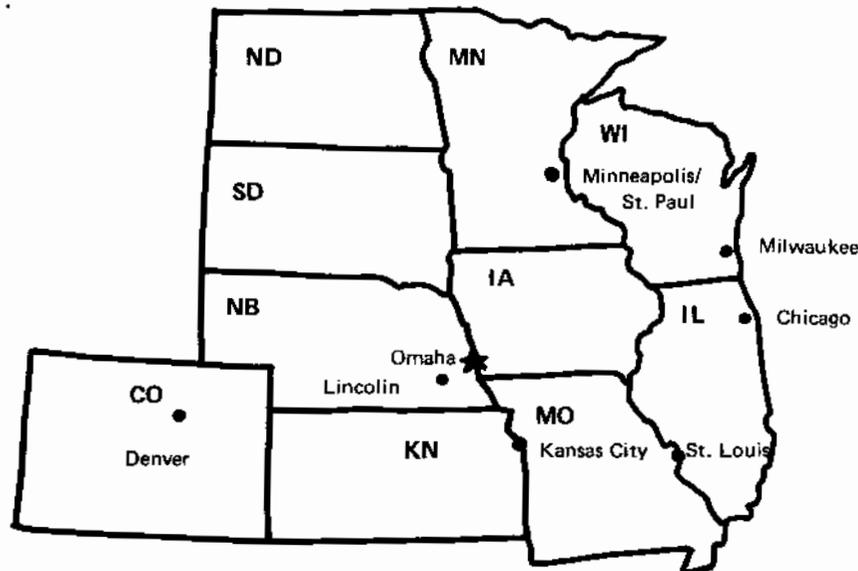 ND
MN
WI
Minneapolis/
St. Paul
SD
Milwaukee
IA
NB
IL
Chicago
Omaha
Lincolin
CO
MO
Denver
KN
Kansas City
St. Louis